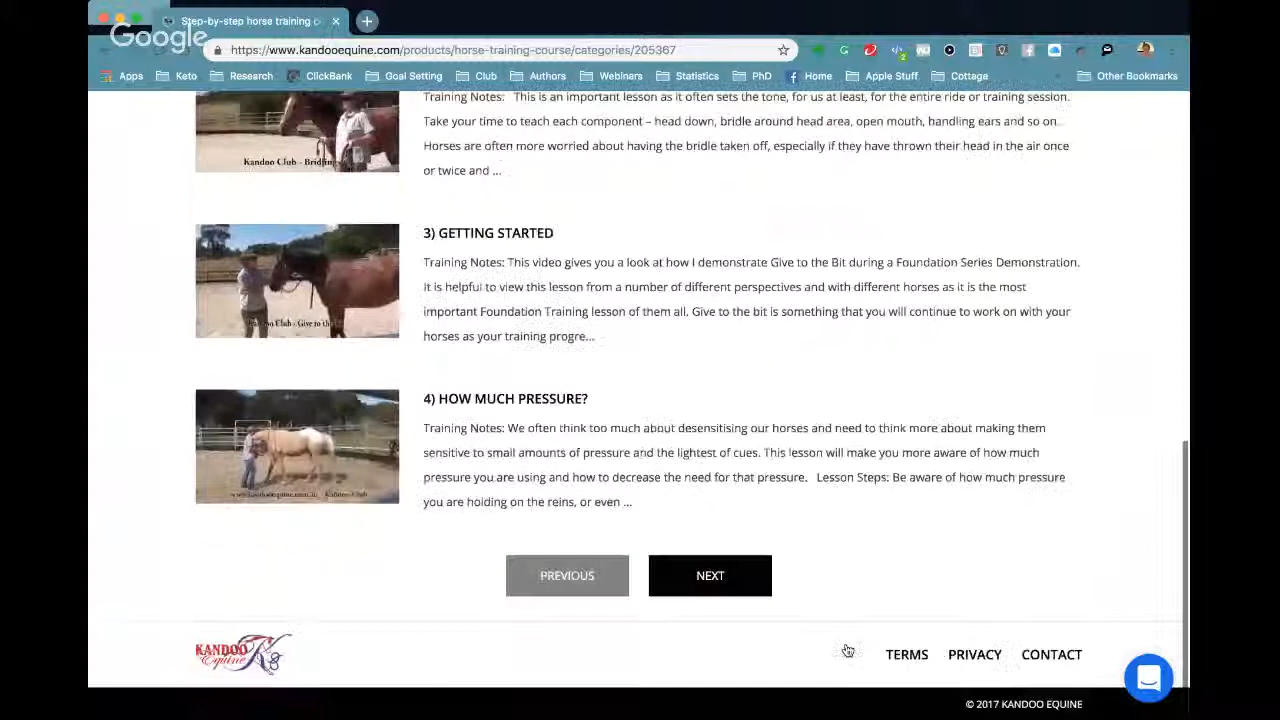 Step-by-step horse training c
Google
https://www.kandooequine.com/products/horse-training-course/categories/205367
Apps Keto Research ClickBank Goal Setting Club Authors Webinars Statistics PhD Home Apple Stuff Cottage Other Bookmarks
Training Notes: This is an important lesson as it often sets the tone, for us at least, for the entire ride or training session.
Take your time to teach each component – head down, bridle around head area, open mouth, handling ears and so on.
Horses are often more worried about having the bridle taken off, especially if they have thrown their head in the air once
or twice and ...
Kandoo Club - Bridling
3) GETTING STARTED
Training Notes: This video gives you a look at how I demonstrate Give to the Bit during a Foundation Series Demonstration.
It is helpful to view this lesson from a number of different perspectives and with different horses as it is the most
important Foundation Training lesson of them all. Give to the bit is something that you will continue to work on with your
horses as your training progre...
Kandoo Club - Give to the
4) HOW MUCH PRESSURE?
Training Notes: We often think too much about desensitising our horses and need to think more about making them
sensitive to small amounts of pressure and the lightest of cues. This lesson will make you more aware of how much
pressure you are using and how to decrease the need for that pressure. Lesson Steps: Be aware of how much pressure
you are holding on the reins, or even ...
www.kandooequine.com.au Kandoo Club
PREVIOUS NEXT
KANDOO Equine K8
TERMS PRIVACY CONTACT
© 2017 KANDOO EQUINE